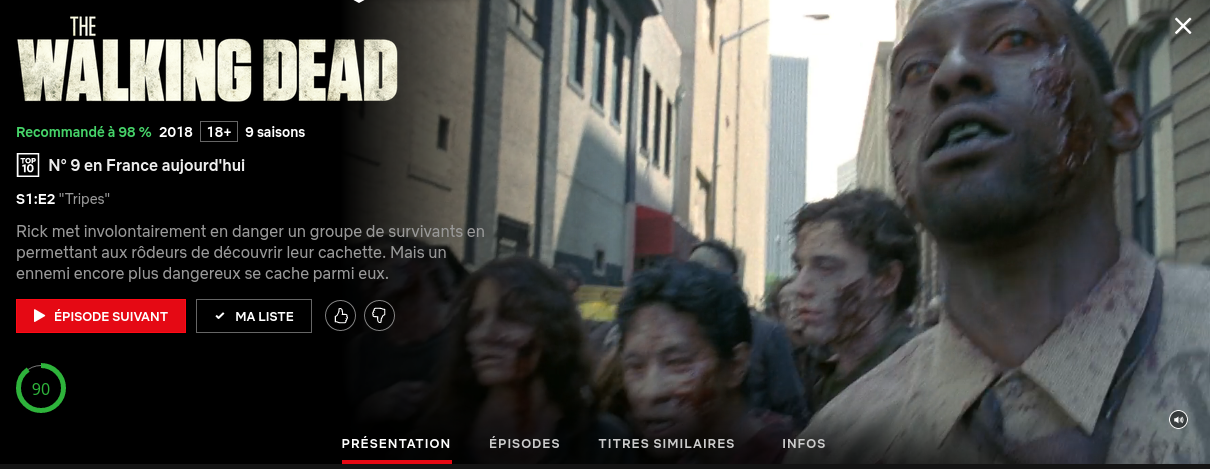 THE
WALKING DEAD
Recommandé à 98 % 2018 18+ 9 saisons
TOP 10 N° 9 en France aujourd'hui
S1:E2 "Tripes"
Rick met involontairement en danger un groupe de survivants en
permettant aux rôdeurs de découvrir leur cachette. Mais un
ennemi encore plus dangereux se cache parmi eux.
ÉPISODE SUIVANT MA LISTE
90
PRÉSENTATION ÉPISODES TITRES SIMILAIRES INFOS